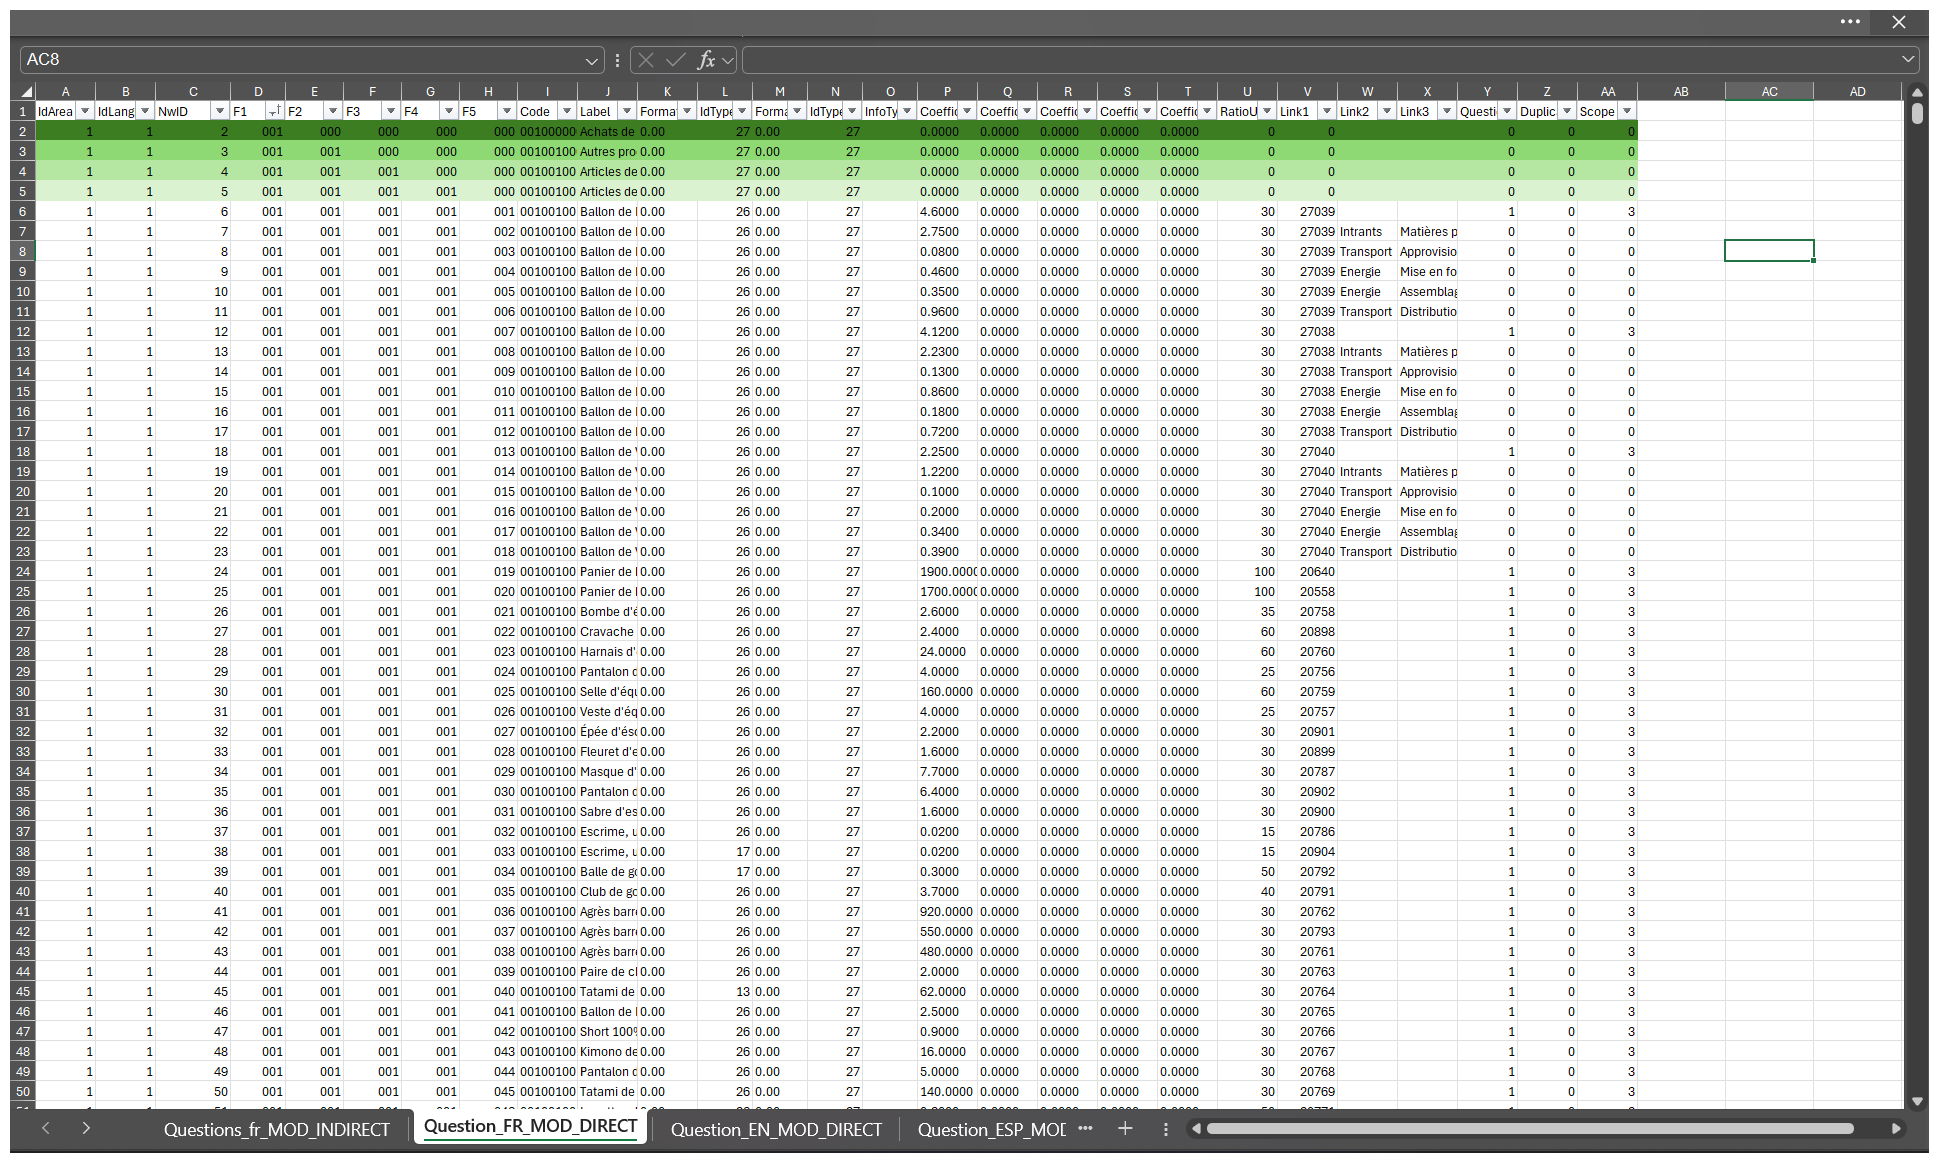 AC8
fx
A B C D E F G H I J K L M N O P Q R S T U V W X Y Z AA AB AC AD
1 IdArea IdLang NwID F1 F2 F3 F4 F5 Code Label Forma IdType Forma IdType InfoTy Coeffic Coeffic Coeffic Coeffic Coeffic RatioU Link1 Link2 Link3 Questi Duplic Scope
2 1 1 2 001 000 000 000 000 00100000 Achats de 0.00 27 0.00 27 0.0000 0.0000 0.0000 0.0000 0.0000 0 0 0 0 0
3 1 1 3 001 001 000 000 000 00100100 Autres pro 0.00 27 0.00 27 0.0000 0.0000 0.0000 0.0000 0.0000 0 0 0 0 0
4 1 1 4 001 001 001 000 000 00100100 Articles de 0.00 27 0.00 27 0.0000 0.0000 0.0000 0.0000 0.0000 0 0 0 0 0
5 1 1 5 001 001 001 001 000 00100100 Articles de 0.00 27 0.00 27 0.0000 0.0000 0.0000 0.0000 0.0000 0 0 0 0 0
6 1 1 6 001 001 001 001 001 00100100 Ballon de 0.00 26 0.00 27 4.6000 0.0000 0.0000 0.0000 0.0000 30 27039 1 0 3
7 1 1 7 001 001 001 001 002 00100100 Ballon de 0.00 26 0.00 27 2.7500 0.0000 0.0000 0.0000 0.0000 30 27039 Intrants Matières p 0 0 0
8 1 1 8 001 001 001 001 003 00100100 Ballon de 0.00 26 0.00 27 0.0800 0.0000 0.0000 0.0000 0.0000 30 27039 Transport Approvisio 0 0 0
9 1 1 9 001 001 001 001 004 00100100 Ballon de 0.00 26 0.00 27 0.4600 0.0000 0.0000 0.0000 0.0000 30 27039 Energie Mise en fo 0 0 0
10 1 1 10 001 001 001 001 005 00100100 Ballon de 0.00 26 0.00 27 0.3500 0.0000 0.0000 0.0000 0.0000 30 27039 Energie Assemblag 0 0 0
11 1 1 11 001 001 001 001 006 00100100 Ballon de 0.00 26 0.00 27 0.9600 0.0000 0.0000 0.0000 0.0000 30 27039 Transport Distributio 0 0 0
12 1 1 12 001 001 001 001 007 00100100 Ballon de 0.00 26 0.00 27 4.1200 0.0000 0.0000 0.0000 0.0000 30 27038 1 0 3
13 1 1 13 001 001 001 001 008 00100100 Ballon de 0.00 26 0.00 27 2.2300 0.0000 0.0000 0.0000 0.0000 30 27038 Intrants Matières p 0 0 0
14 1 1 14 001 001 001 001 009 00100100 Ballon de 0.00 26 0.00 27 0.1300 0.0000 0.0000 0.0000 0.0000 30 27038 Transport Approvisio 0 0 0
15 1 1 15 001 001 001 001 010 00100100 Ballon de 0.00 26 0.00 27 0.8600 0.0000 0.0000 0.0000 0.0000 30 27038 Energie Mise en fo 0 0 0
16 1 1 16 001 001 001 001 011 00100100 Ballon de 0.00 26 0.00 27 0.1800 0.0000 0.0000 0.0000 0.0000 30 27038 Energie Assemblag 0 0 0
17 1 1 17 001 001 001 001 012 00100100 Ballon de 0.00 26 0.00 27 0.7200 0.0000 0.0000 0.0000 0.0000 30 27038 Transport Distributio 0 0 0
18 1 1 18 001 001 001 001 013 00100100 Ballon de 0.00 26 0.00 27 2.2500 0.0000 0.0000 0.0000 0.0000 30 27040 1 0 3
19 1 1 19 001 001 001 001 014 00100100 Ballon de 0.00 26 0.00 27 1.2200 0.0000 0.0000 0.0000 0.0000 30 27040 Intrants Matières p 0 0 0
20 1 1 20 001 001 001 001 015 00100100 Ballon de 0.00 26 0.00 27 0.1000 0.0000 0.0000 0.0000 0.0000 30 27040 Transport Approvisio 0 0 0
21 1 1 21 001 001 001 001 016 00100100 Ballon de 0.00 26 0.00 27 0.2000 0.0000 0.0000 0.0000 0.0000 30 27040 Energie Mise en fo 0 0 0
22 1 1 22 001 001 001 001 017 00100100 Ballon de 0.00 26 0.00 27 0.3400 0.0000 0.0000 0.0000 0.0000 30 27040 Energie Assemblag 0 0 0
23 1 1 23 001 001 001 001 018 00100100 Ballon de 0.00 26 0.00 27 0.3900 0.0000 0.0000 0.0000 0.0000 30 27040 Transport Distributio 0 0 0
24 1 1 24 001 001 001 001 019 00100100 Panier de 0.00 26 0.00 27 1900.0000 0.0000 0.0000 0.0000 0.0000 100 20640 1 0 3
25 1 1 25 001 001 001 001 020 00100100 Panier de 0.00 26 0.00 27 1700.0000 0.0000 0.0000 0.0000 0.0000 100 20558 1 0 3
26 1 1 26 001 001 001 001 021 00100100 Bombe d'é 0.00 26 0.00 27 2.6000 0.0000 0.0000 0.0000 0.0000 35 20758 1 0 3
27 1 1 27 001 001 001 001 022 00100100 Cravache 0.00 26 0.00 27 2.4000 0.0000 0.0000 0.0000 0.0000 60 20898 1 0 3
28 1 1 28 001 001 001 001 023 00100100 Harnais d' 0.00 26 0.00 27 24.0000 0.0000 0.0000 0.0000 0.0000 60 20760 1 0 3
29 1 1 29 001 001 001 001 024 00100100 Pantalon d 0.00 26 0.00 27 4.0000 0.0000 0.0000 0.0000 0.0000 25 20756 1 0 3
30 1 1 30 001 001 001 001 025 00100100 Selle d'équ 0.00 26 0.00 27 160.0000 0.0000 0.0000 0.0000 0.0000 60 20759 1 0 3
31 1 1 31 001 001 001 001 026 00100100 Veste d'éq 0.00 26 0.00 27 4.0000 0.0000 0.0000 0.0000 0.0000 25 20757 1 0 3
32 1 1 32 001 001 001 001 027 00100100 Épée d'ésc 0.00 26 0.00 27 2.2000 0.0000 0.0000 0.0000 0.0000 30 20901 1 0 3
33 1 1 33 001 001 001 001 028 00100100 Fleuret d'e 0.00 26 0.00 27 1.6000 0.0000 0.0000 0.0000 0.0000 30 20899 1 0 3
34 1 1 34 001 001 001 001 029 00100100 Masque d' 0.00 26 0.00 27 7.7000 0.0000 0.0000 0.0000 0.0000 30 20787 1 0 3
35 1 1 35 001 001 001 001 030 00100100 Pantalon d 0.00 26 0.00 27 6.4000 0.0000 0.0000 0.0000 0.0000 30 20902 1 0 3
36 1 1 36 001 001 001 001 031 00100100 Sabre d'es 0.00 26 0.00 27 1.6000 0.0000 0.0000 0.0000 0.0000 30 20900 1 0 3
37 1 1 37 001 001 001 001 032 00100100 Escrime, u 0.00 26 0.00 27 0.0200 0.0000 0.0000 0.0000 0.0000 15 20786 1 0 3
38 1 1 38 001 001 001 001 033 00100100 Escrime, u 0.00 17 0.00 27 0.0200 0.0000 0.0000 0.0000 0.0000 15 20904 1 0 3
39 1 1 39 001 001 001 001 034 00100100 Balle de go 0.00 17 0.00 27 0.3000 0.0000 0.0000 0.0000 0.0000 50 20792 1 0 3
40 1 1 40 001 001 001 001 035 00100100 Club de go 0.00 26 0.00 27 3.7000 0.0000 0.0000 0.0000 0.0000 40 20791 1 0 3
41 1 1 41 001 001 001 001 036 00100100 Agrès barr 0.00 26 0.00 27 920.0000 0.0000 0.0000 0.0000 0.0000 30 20762 1 0 3
42 1 1 42 001 001 001 001 037 00100100 Agrès barr 0.00 26 0.00 27 550.0000 0.0000 0.0000 0.0000 0.0000 30 20793 1 0 3
43 1 1 43 001 001 001 001 038 00100100 Agrès barr 0.00 26 0.00 27 480.0000 0.0000 0.0000 0.0000 0.0000 30 20761 1 0 3
44 1 1 44 001 001 001 001 039 00100100 Paire de cl 0.00 26 0.00 27 2.0000 0.0000 0.0000 0.0000 0.0000 30 20763 1 0 3
45 1 1 45 001 001 001 001 040 00100100 Tatami de 0.00 13 0.00 27 62.0000 0.0000 0.0000 0.0000 0.0000 30 20764 1 0 3
46 1 1 46 001 001 001 001 041 00100100 Ballon de 0.00 26 0.00 27 2.5000 0.0000 0.0000 0.0000 0.0000 30 20765 1 0 3
47 1 1 47 001 001 001 001 042 00100100 Short 100% 0.00 26 0.00 27 0.9000 0.0000 0.0000 0.0000 0.0000 30 20766 1 0 3
48 1 1 48 001 001 001 001 043 00100100 Kimono de 0.00 26 0.00 27 16.0000 0.0000 0.0000 0.0000 0.0000 30 20767 1 0 3
49 1 1 49 001 001 001 001 044 00100100 Pantalon d 0.00 26 0.00 27 5.0000 0.0000 0.0000 0.0000 0.0000 30 20768 1 0 3
50 1 1 50 001 001 001 001 045 00100100 Tatami de 0.00 26 0.00 27 140.0000 0.0000 0.0000 0.0000 0.0000 30 20769 1 0 3
Questions_fr_MOD_INDIRECT Question_FR_MOD_DIRECT Question_EN_MOD_DIRECT Question_ESP_MOD